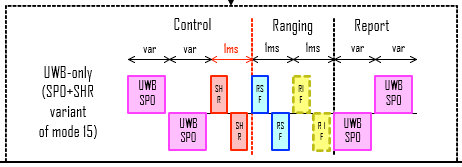 Control Ranging Report
var var 1ms 1ms 1ms var var
UWB-only
(SPO+SHR
variant
of mode 15)
UWB
SPO
UWB
SPO
SH
R
SH
R
RS
F
RS
F
RI
F
RI
F
UWB
SPO
UWB
SPO